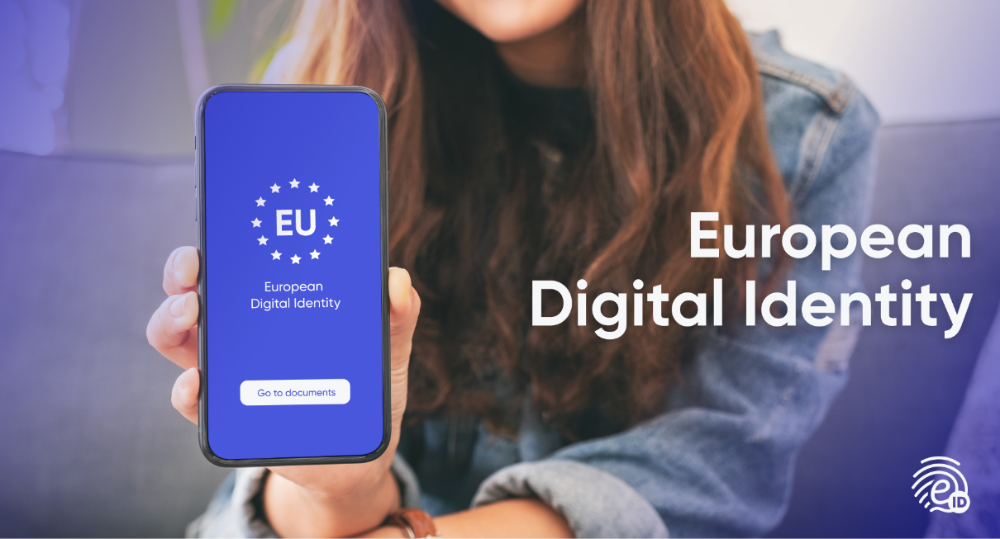 EU
European
Digital Identity
Go to documents
European
Digital Identity
e
ID